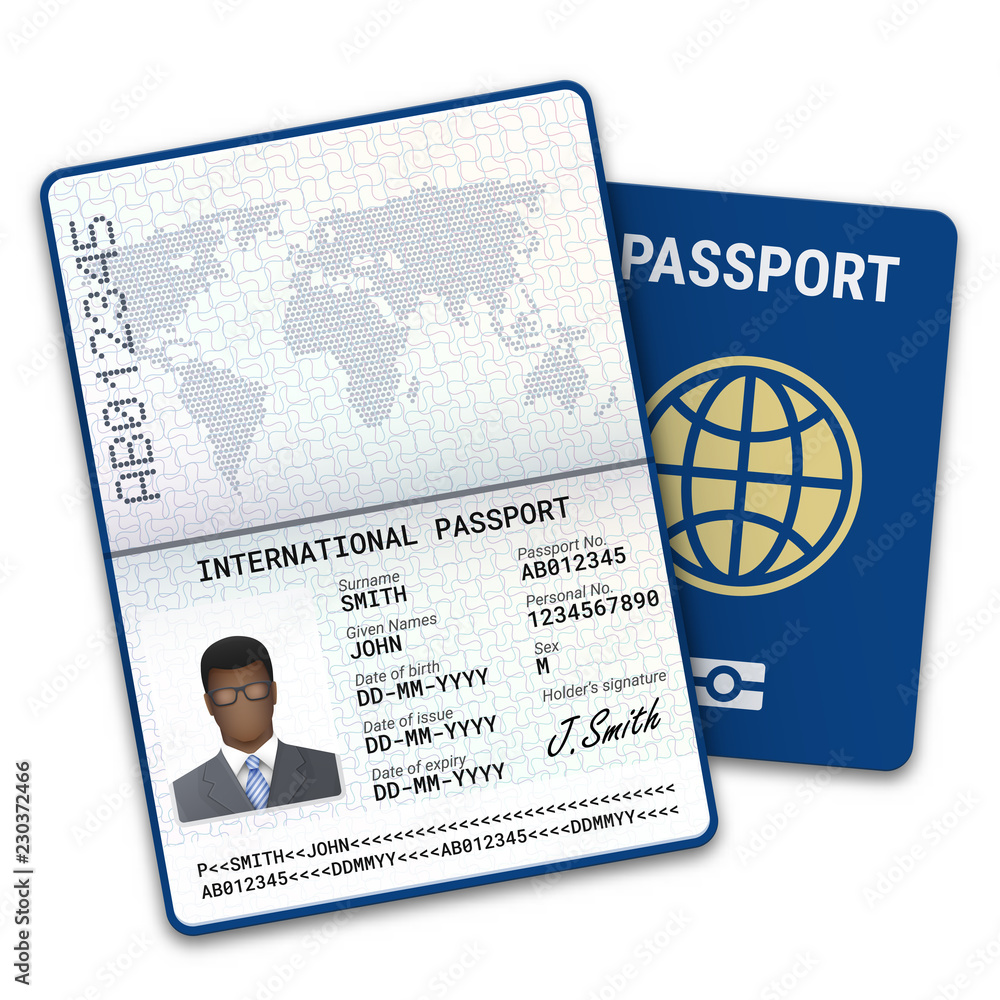 AB012345
PASSPORT
INTERNATIONAL PASSPORT
Surname
SMITH
Given Names
JOHN
Date of birth
DD-MM-YYYY
Date of issue
DD-MM-YYYY
Date of expiry
DD-MM-YYYY
Passport No.
AB012345
Personal No.
1234567890
Sex
M
Holder's signature
J. Smith
P<<SMITH<<JOHN<<<<<<<<<<<<<<<<<<<<<<<<<<<
AB012345<<<<DDMMYY<<<<AB012345<<<<DDMMYY<<<<
Adobe Stock | #230372466